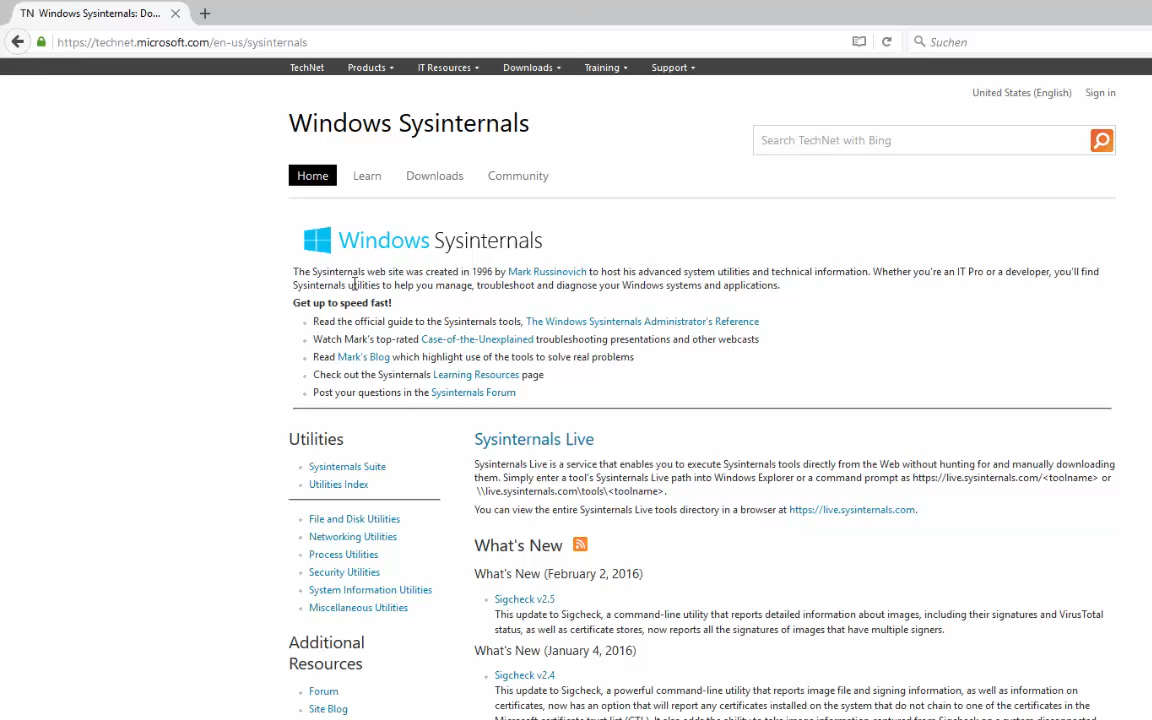 TN Windows Sysinternals: Do...
https://technet.microsoft.com/en-us/sysinternals
Suchen
TechNet Products IT Resources Downloads Training Support
United States (English) Sign in
Windows Sysinternals
Search TechNet with Bing
Home Learn Downloads Community
Windows Sysinternals
The Sysinternals web site was created in 1996 by Mark Russinovich to host his advanced system utilities and technical information. Whether you're an IT Pro or a developer, you'll find
Sysinternals utilities to help you manage, troubleshoot and diagnose your Windows systems and applications.
Get up to speed fast!
Read the official guide to the Sysinternals tools, The Windows Sysinternals Administrator's Reference
Watch Mark's top-rated Case-of-the-Unexplained troubleshooting presentations and other webcasts
Read Mark's Blog which highlight use of the tools to solve real problems
Check out the Sysinternals Learning Resources page
Post your questions in the Sysinternals Forum
Utilities
Sysinternals Suite
Utilities Index
File and Disk Utilities
Networking Utilities
Process Utilities
Security Utilities
System Information Utilities
Miscellaneous Utilities
Additional
Resources
Forum
Site Blog
Sysinternals Live
Sysinternals Live is a service that enables you to execute Sysinternals tools directly from the Web without hunting for and manually downloading
them. Simply enter a tool's Sysinternals Live path into Windows Explorer or a command prompt as https://live.sysinternals.com/<toolname> or
\\live.sysinternals.com\tools\<toolname>.
You can view the entire Sysinternals Live tools directory in a browser at https://live.sysinternals.com.
What's New
What's New (February 2, 2016)
Sigcheck v2.5
This update to Sigcheck, a command-line utility that reports detailed information about images, including their signatures and VirusTotal
status, as well as certificate stores, now reports all the signatures of images that have multiple signers.
What's New (January 4, 2016)
Sigcheck v2.4
This update to Sigcheck, a powerful command-line utility that reports image file and signing information, as well as information on
certificates, now has an option that will report any certificates installed on the system that do not chain to one of the certificates in the